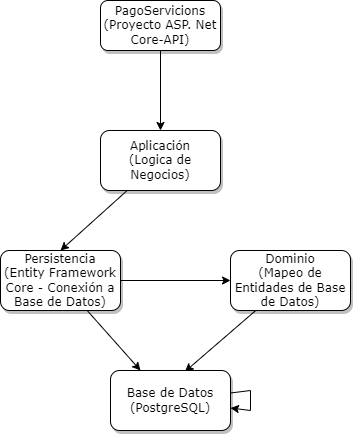 PagoServicions
(Proyecto ASP. Net
Core-API)
Aplicación
(Logica de
Negocios)
Persistencia
(Entity Framework
Core - Conexión a
Base de Datos)
Dominio
(Mapeo de
Entidades de Base
de Datos)
Base de Datos
(PostgreSQL)